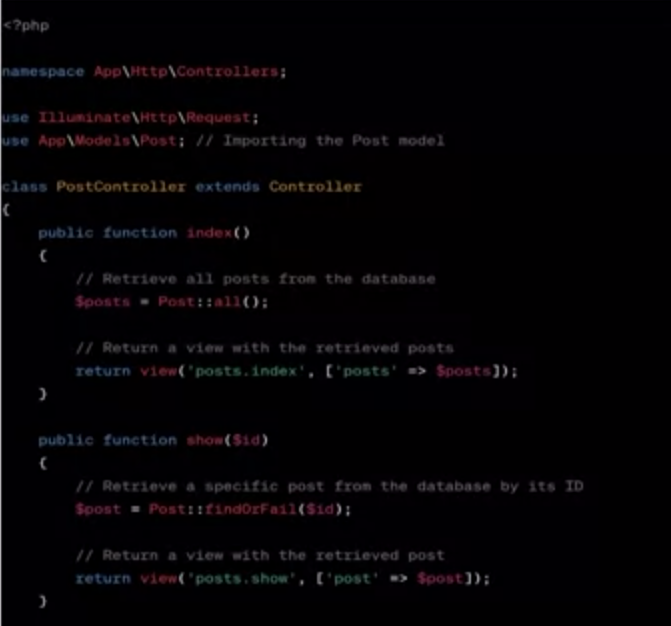 <?php
namespace App\Http\Controllers;
use Illuminate\Http\Request;
use App\Models\Post; // Importing the Post model
class PostController extends Controller
{
    public function index()
    {
        // Retrieve all posts from the database
        $posts = Post::all();
        // Return a view with the retrieved posts
        return view('posts.index', ['posts' => $posts]);
    }
    public function show($id)
    {
        // Retrieve a specific post from the database by its ID
        $post = Post::findOrFail($id);
        // Return a view with the retrieved post
        return view('posts.show', ['post' => $post]);
    }